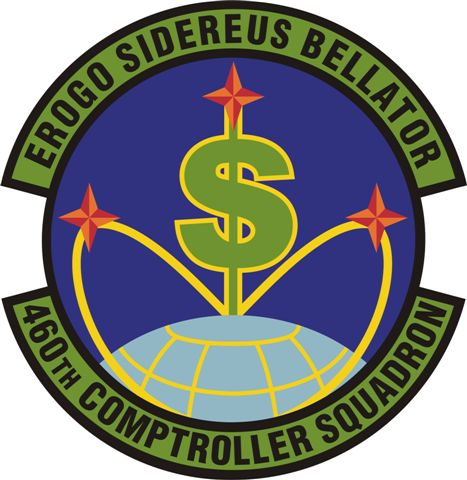 EROGO SIDEREUS BELLATOR
$
460TH COMPTROLLER SQUADRON